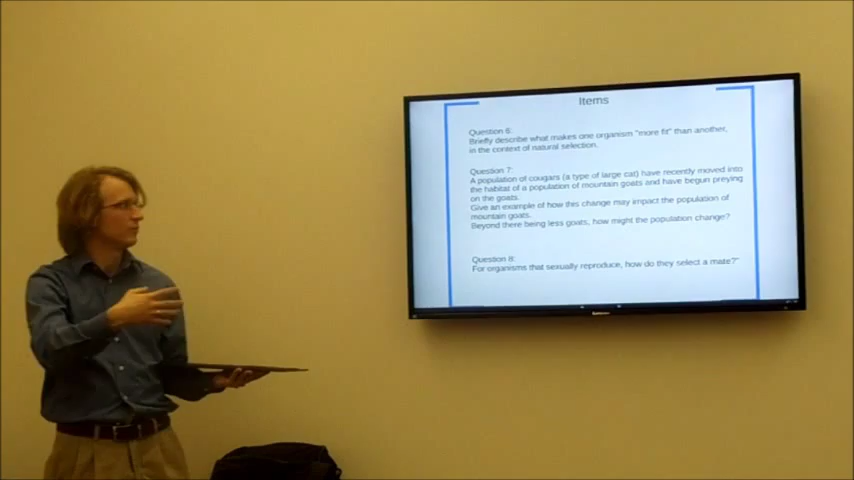 Items
Question 6:
Briefly describe what makes one organism "more fit" than another,
in the context of natural selection.
Question 7:
A population of cougars (a type of large cat) have recently moved into
the habitat of a population of mountain goats and have begun preying
on the goats.
Give an example of how this change may impact the population of
mountain goats.
Beyond there being less goats, how might the population change?
Question 8:
For organisms that sexually reproduce, how do they select a mate?"